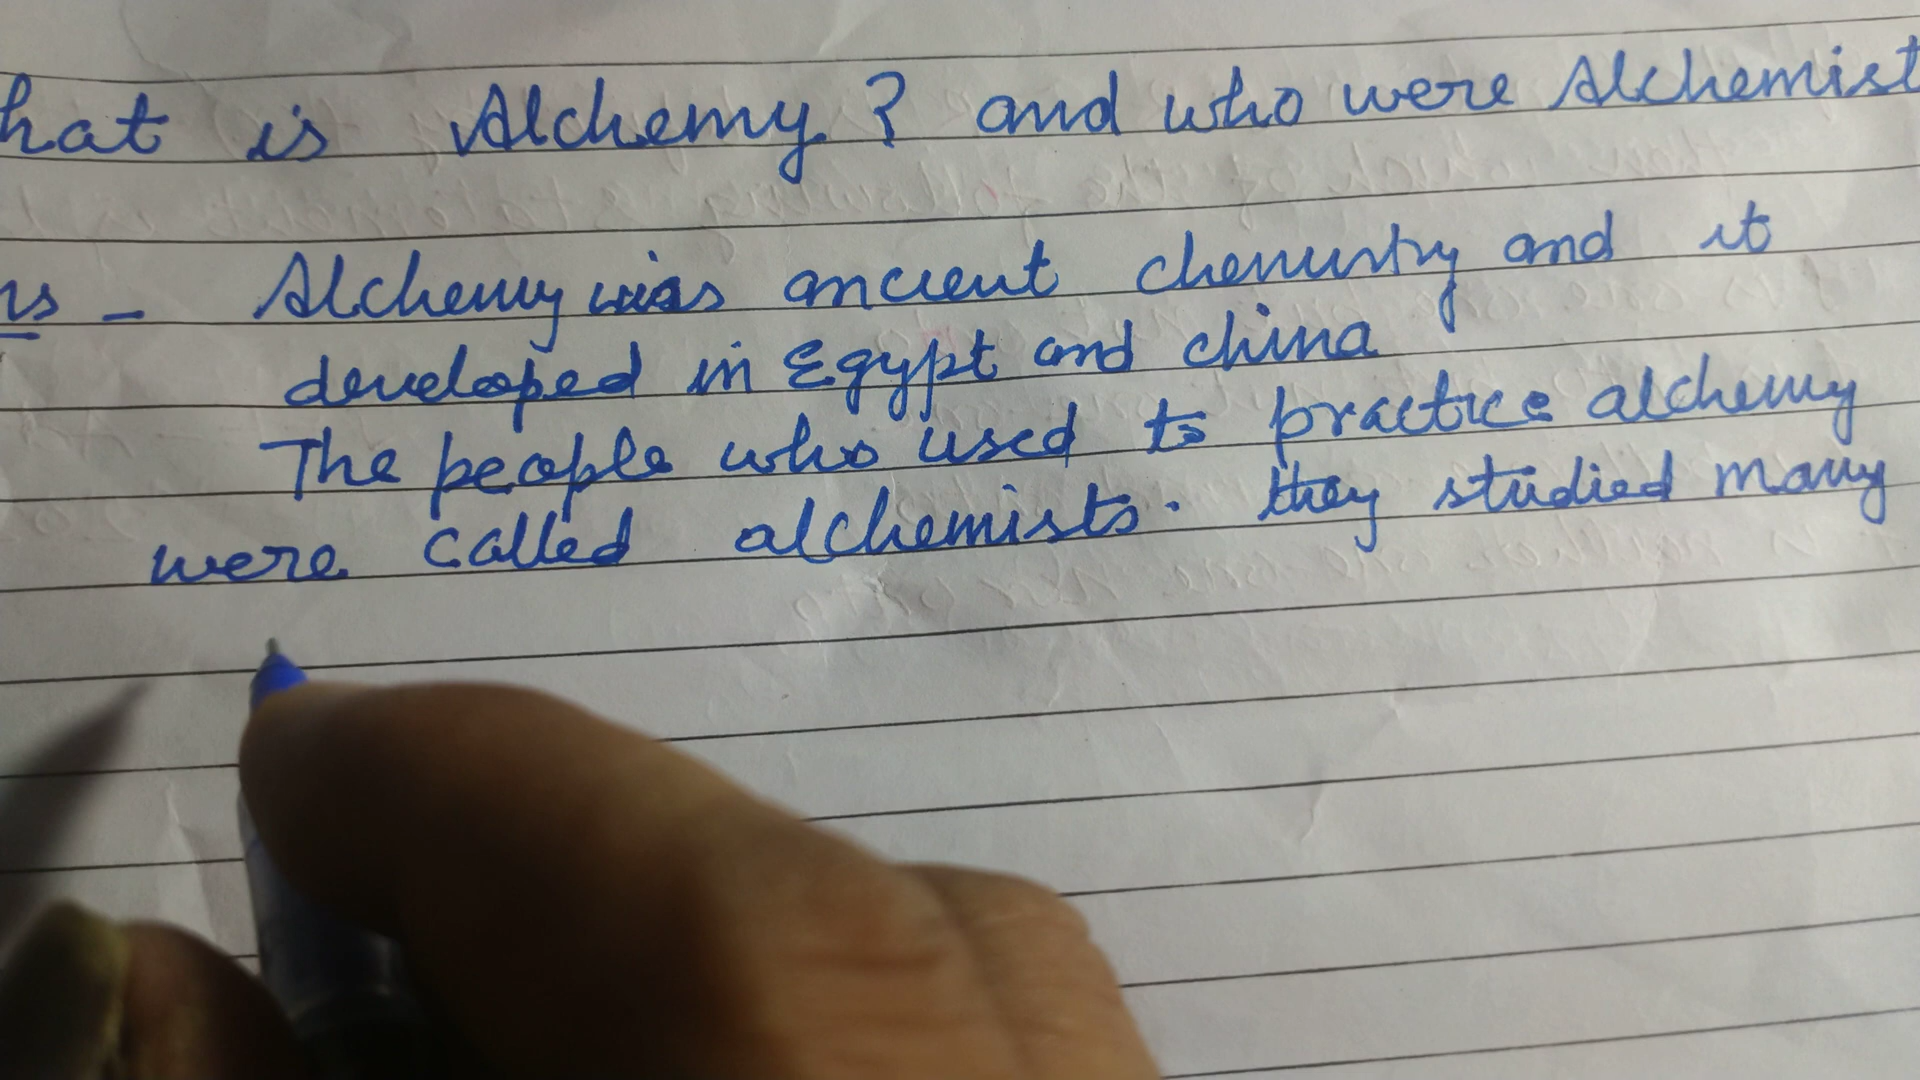 hat is Alchemy? and who were Alchemist
ns - Alchemy was ancient chemistry and it
developed in Egypt and china
The people who used to practice alchemy
were called alchemists. they studied many